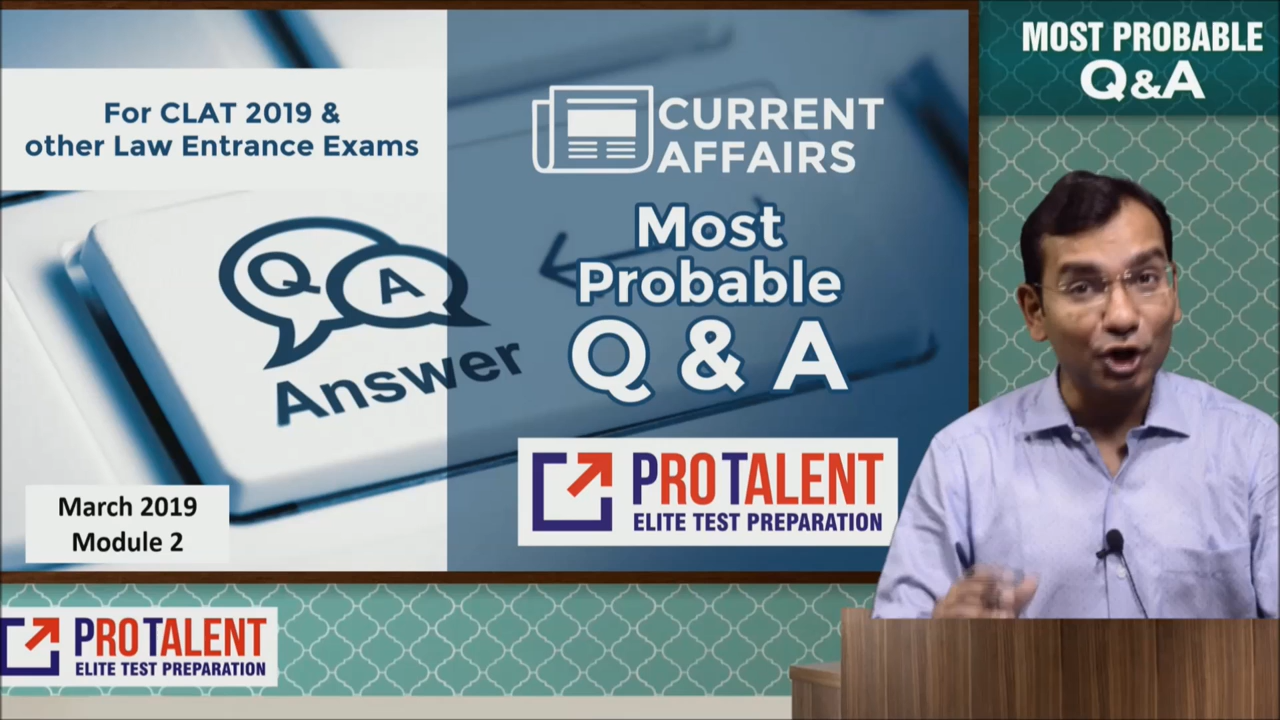 For CLAT 2019 &
other Law Entrance Exams
CURRENT
AFFAIRS
Most
Probable
Q & A
Q A
Answer
PROTALENT
ELITE TEST PREPARATION
March 2019
Module 2
PROTALENT
ELITE TEST PREPARATION
MOST PROBABLE
Q&A